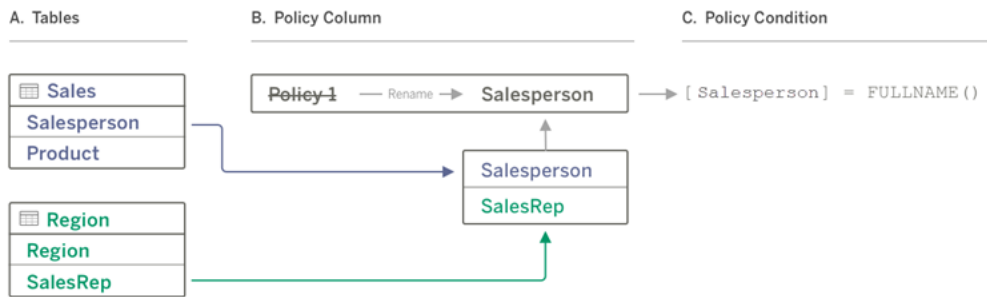 A. Tables
B. Policy Column
C. Policy Condition
Sales
Salesperson
Product
Region
Region
SalesRep
Policy 1
Rename
Salesperson
Salesperson
SalesRep
[Salesperson] = FULLNAME()